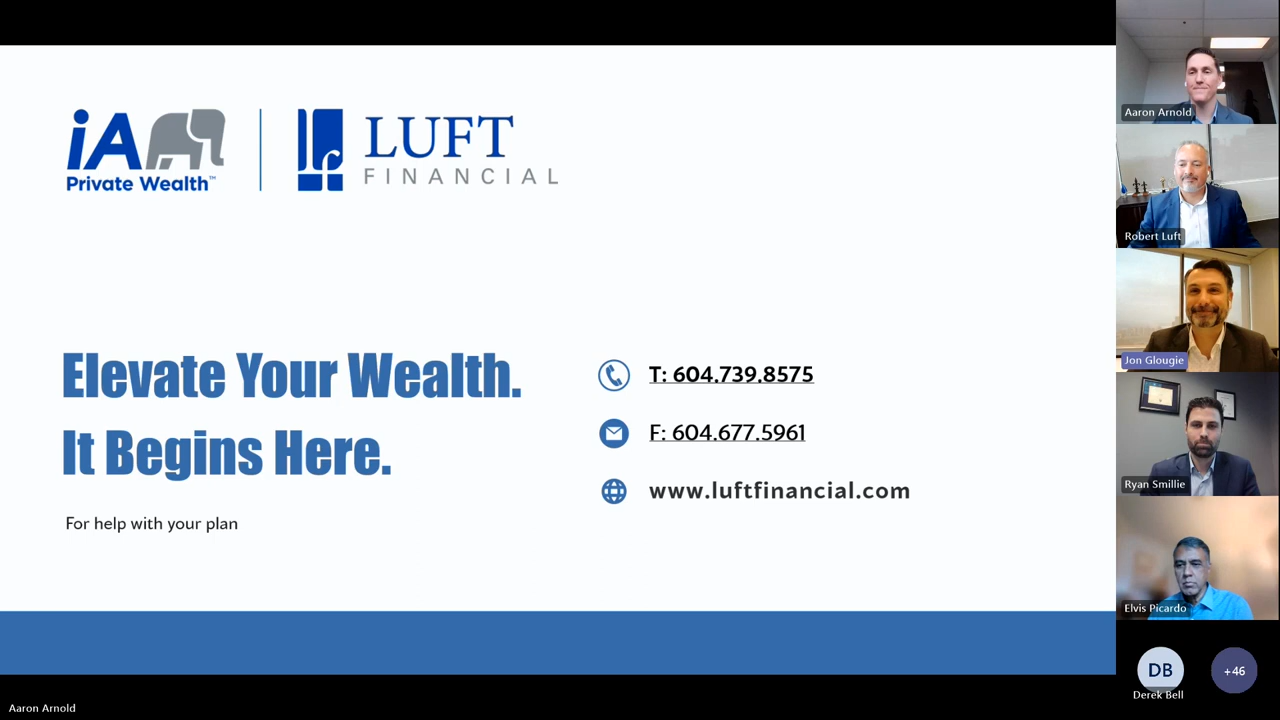 iA
Private Wealth™
LUFT
FINANCIAL
Elevate Your Wealth.
It Begins Here.
For help with your plan
T: 604.739.8575
F: 604.677.5961
www.luftfinancial.com
Aaron Arnold
Robert Luft
Jon Glougie
Ryan Smillie
Elvis Picardo
DB
Derek Bell
+46
Aaron Arnold